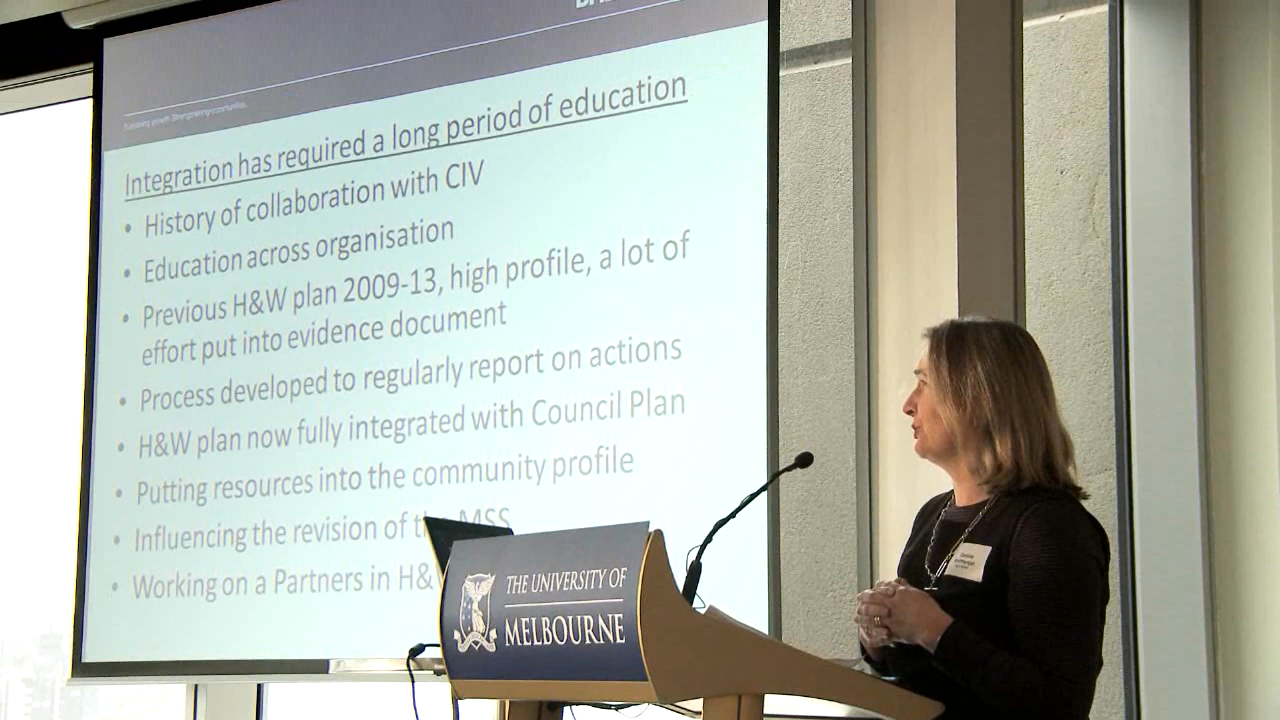 Integration has required a long period of education
• History of collaboration with CIV
• Education across organisation
• Previous H&W plan 2009-13, high profile, a lot of
effort put into evidence document
• Process developed to regularly report on actions
• H&W plan now fully integrated with Council Plan
• Putting resources into the community profile
• Influencing the revision of the MSS
• Working on a Partners in H&
THE UNIVERSITY OF
MELBOURNE